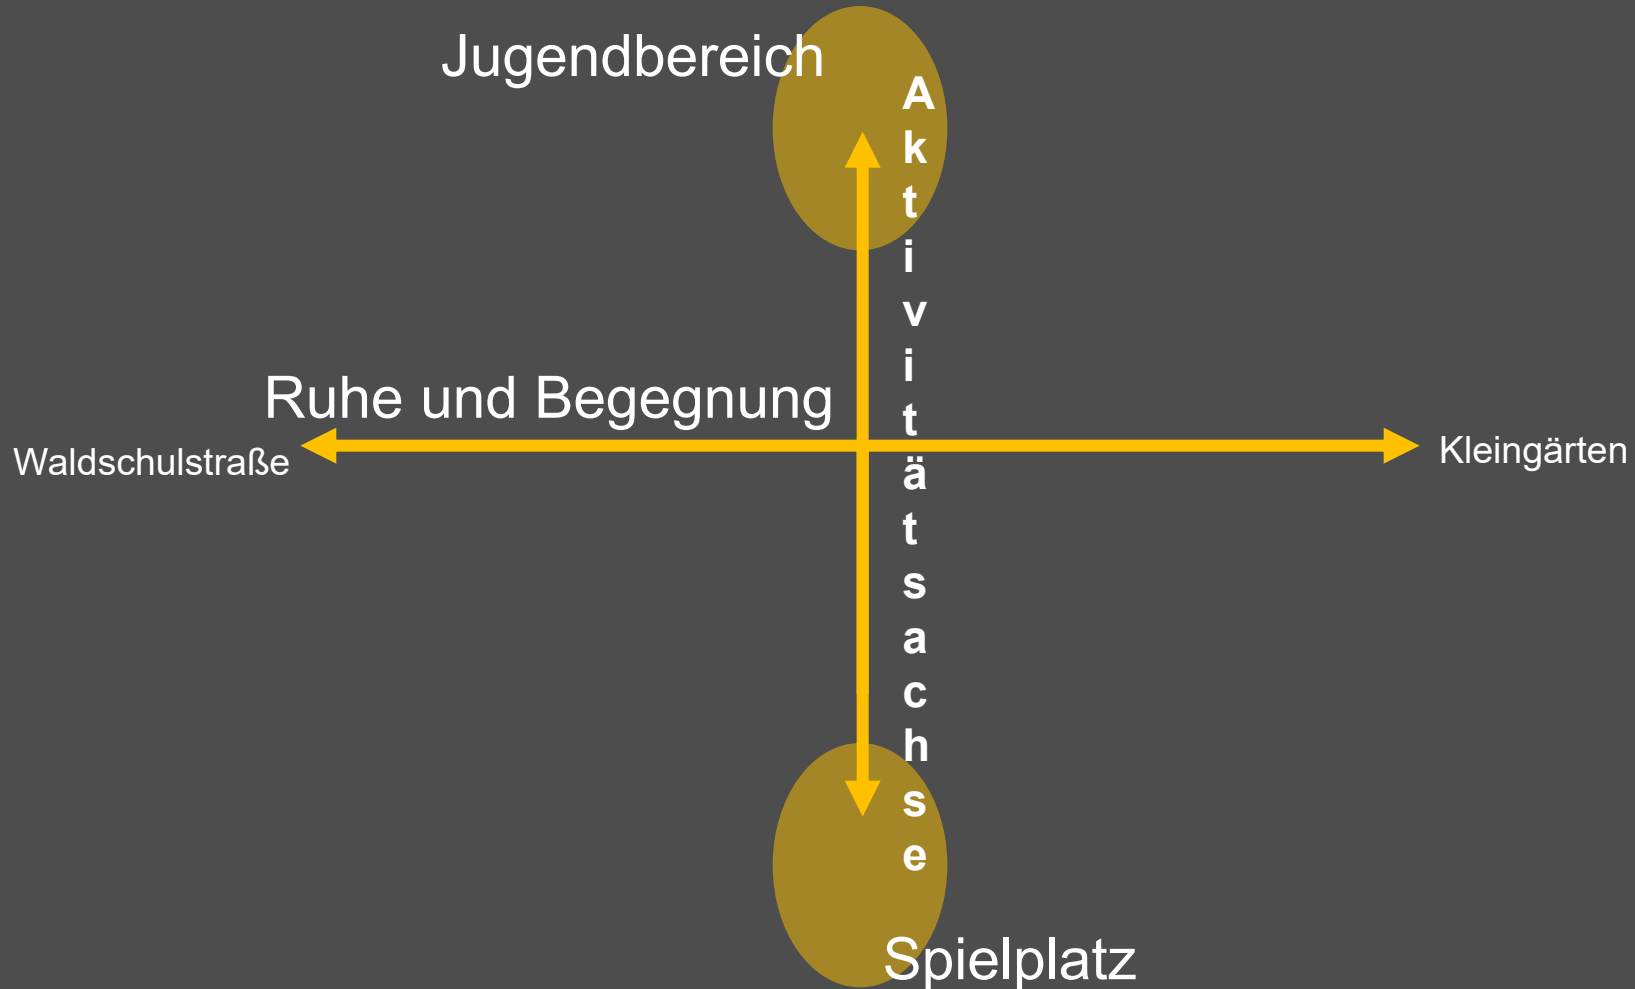 Jugendbereich
Aktivitätsachse
Ruhe und Begegnung
Waldschulstraße
Kleingärten
Spielplatz